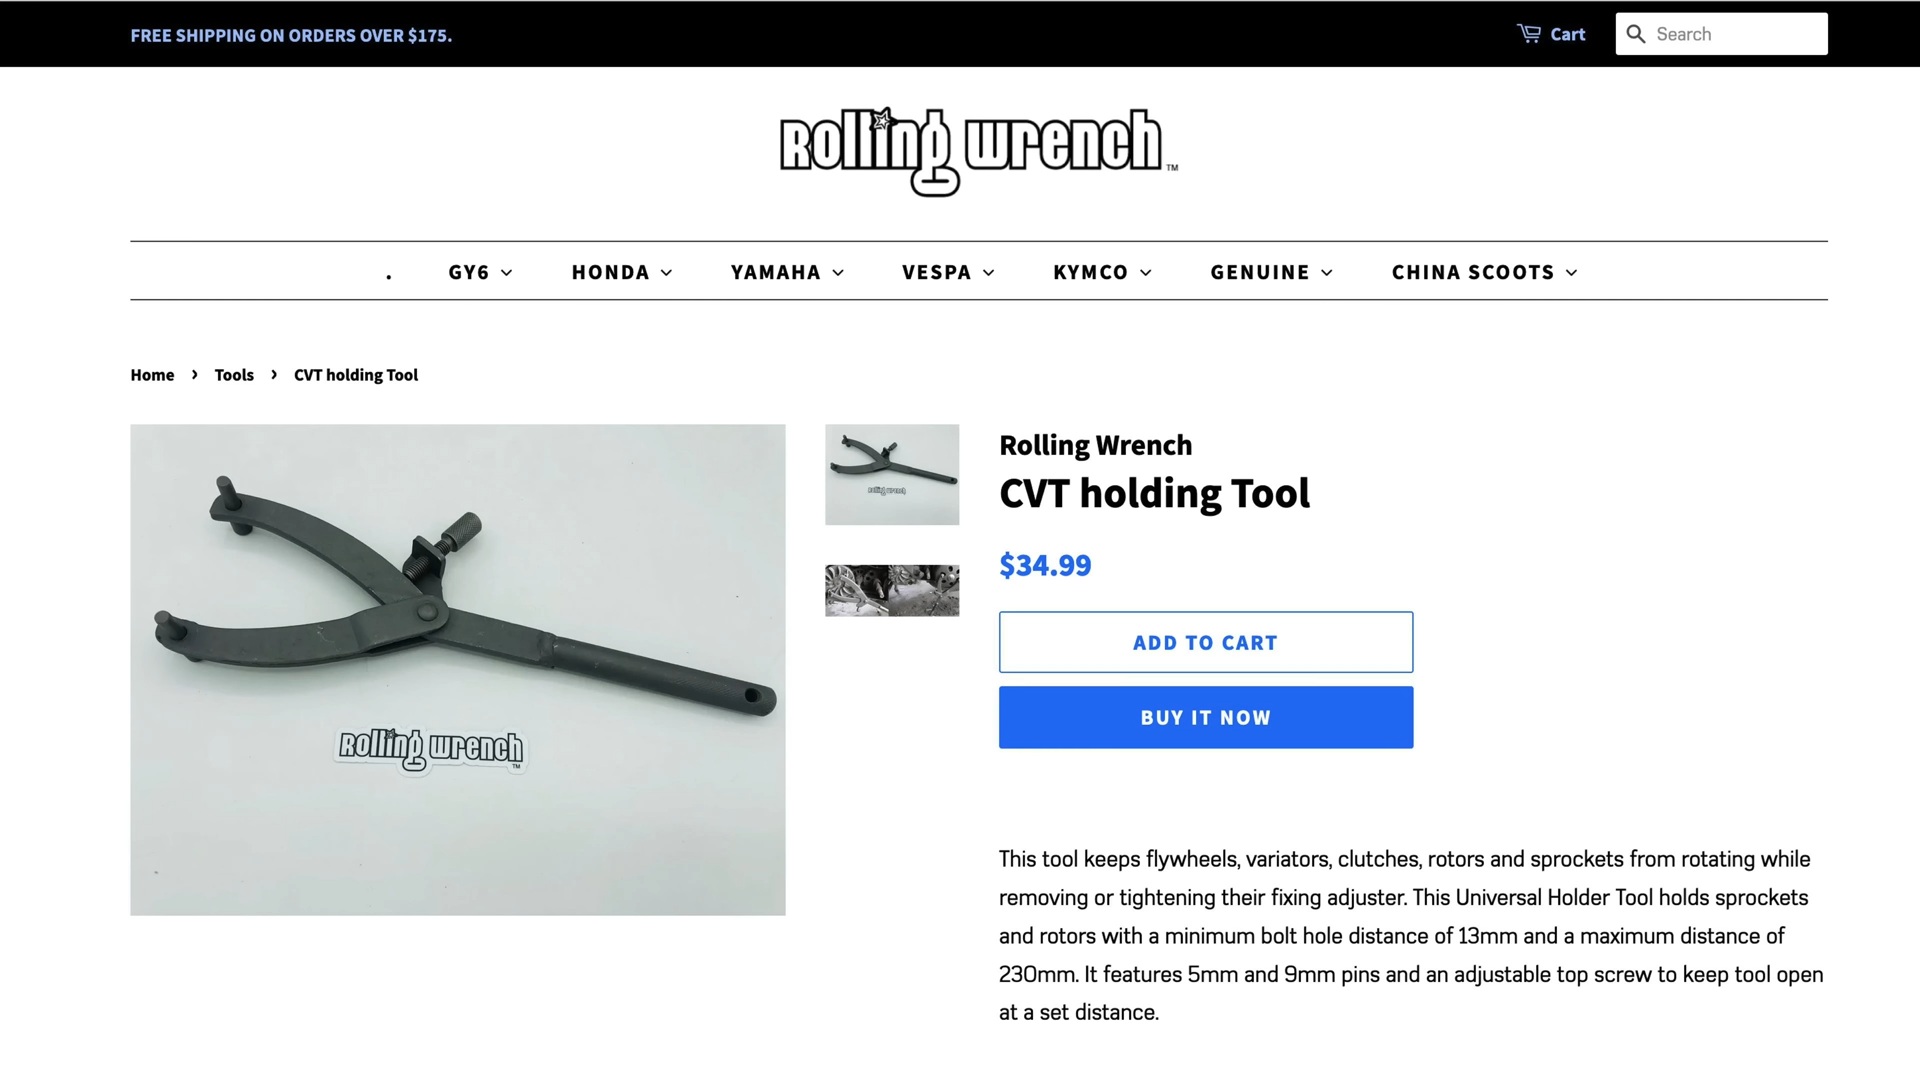 FREE SHIPPING ON ORDERS OVER $175.
Cart
Search
Rolling Wrench ™
.
GY6
HONDA
YAMAHA
VESPA
KYMCO
GENUINE
CHINA SCOOTS
Home › Tools › CVT holding Tool
Rolling Wrench ™
Rolling Wrench
Rolling Wrench
CVT holding Tool
$34.99
ADD TO CART
BUY IT NOW
This tool keeps flywheels, variators, clutches, rotors and sprockets from rotating while
removing or tightening their fixing adjuster. This Universal Holder Tool holds sprockets
and rotors with a minimum bolt hole distance of 13mm and a maximum distance of
230mm. It features 5mm and 9mm pins and an adjustable top screw to keep tool open
at a set distance.